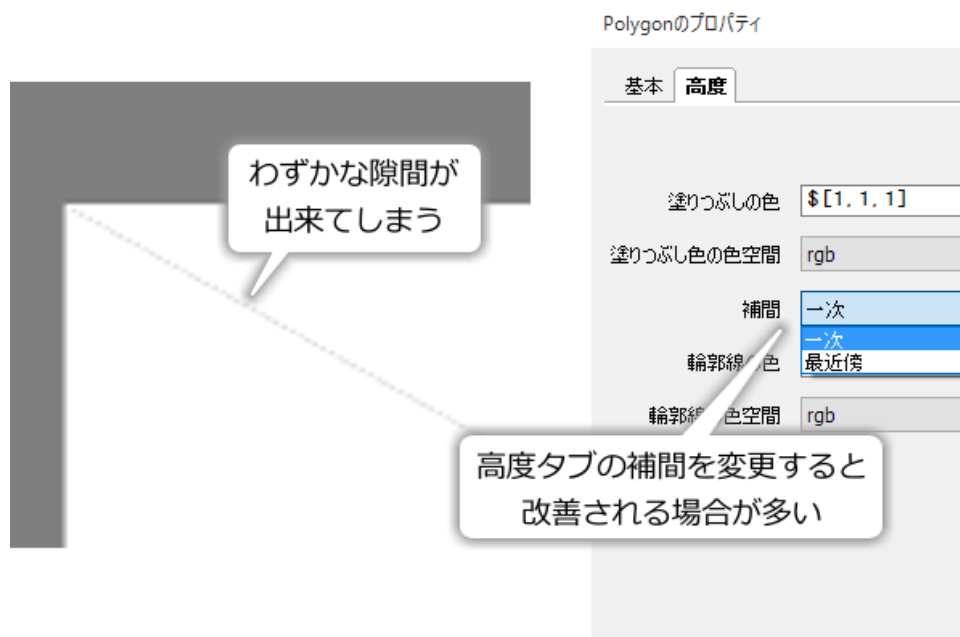 Polygonのプロパティ
基本 高度
わずかな隙間が
出来てしまう
塗りつぶしの色 $[1, 1, 1]
塗りつぶし色の色空間 rgb
補間 一次
一次
最近傍
輪郭線の色
輪郭線 色空間 rgb
高度タブの補間を変更すると
改善される場合が多い